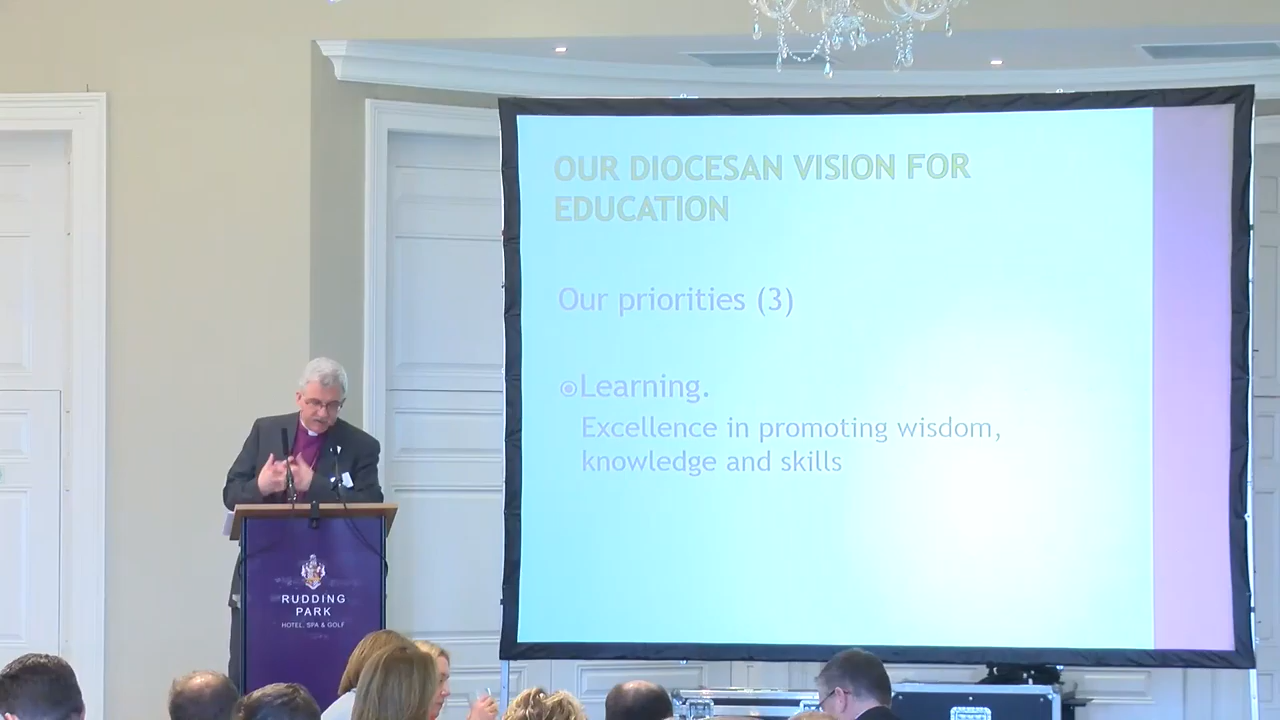 OUR DIOCESAN VISION FOR
EDUCATION
Our priorities (3)
Learning.
Excellence in promoting wisdom,
knowledge and skills
RUDDING
PARK
HOTEL, SPA & GOLF